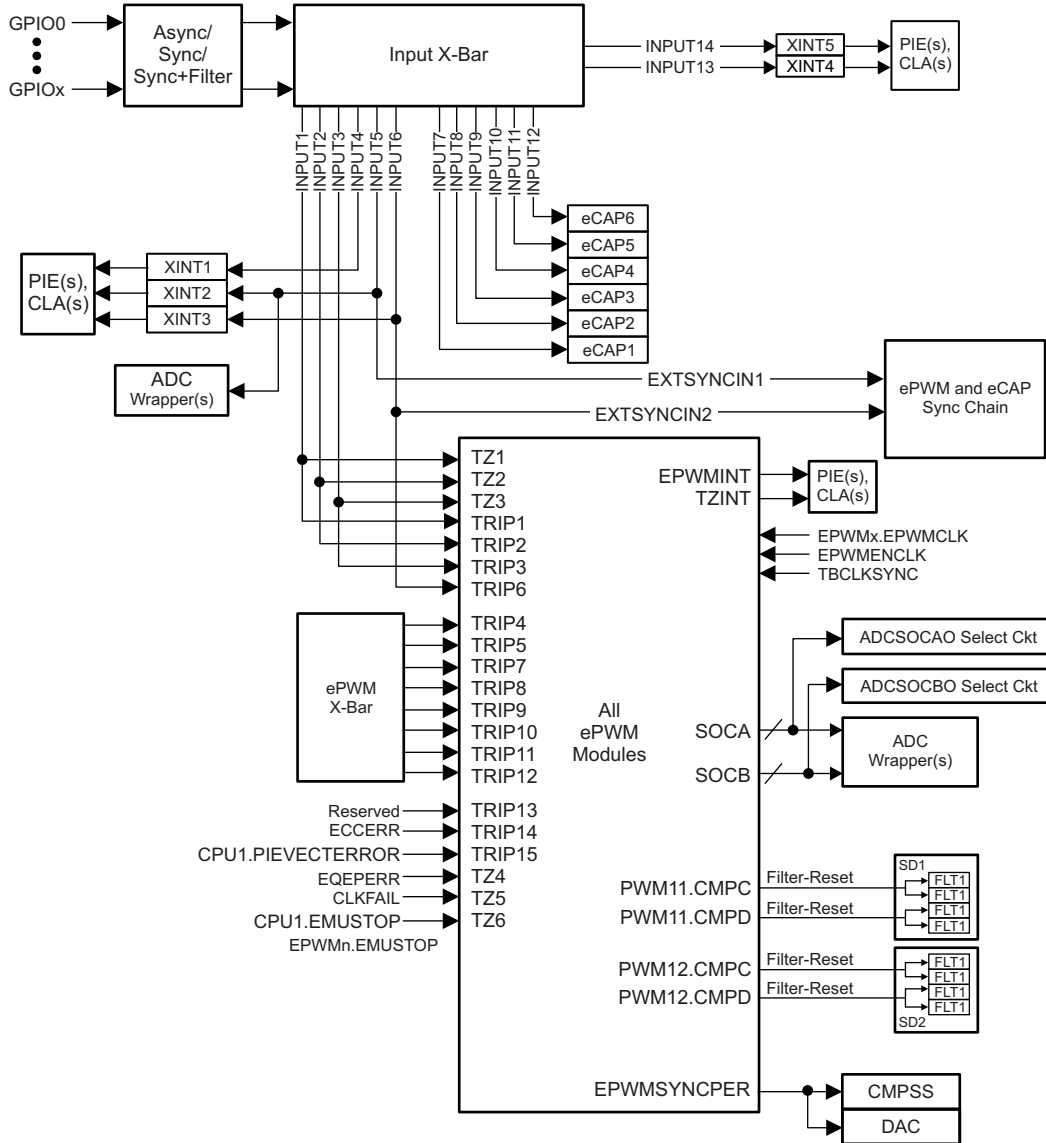 GPIO0
GPIOx
Async/
Sync/
Sync+Filter
Input X-Bar
INPUT14
INPUT13
XINT5
XINT4
PIE(s),
CLA(s)
INPUT1
INPUT2
INPUT3
INPUT4
INPUT5
INPUT6
INPUT7
INPUT8
INPUT9
INPUT10
INPUT11
INPUT12
eCAP6
eCAP5
eCAP4
eCAP3
eCAP2
eCAP1
PIE(s),
CLA(s)
XINT1
XINT2
XINT3
ADC
Wrapper(s)
EXTSYNCIN1
EXTSYNCIN2
ePWM and eCAP
Sync Chain
TZ1
TZ2
TZ3
TRIP1
TRIP2
TRIP3
TRIP6
EPWMINT
TZINT
PIE(s),
CLA(s)
EPWMx.EPWMCLK
EPWMENCLK
TBCLKSYNC
ePWM
X-Bar
TRIP4
TRIP5
TRIP7
TRIP8
TRIP9
TRIP10
TRIP11
TRIP12
All
ePWM
Modules
SOCA
SOCB
ADCSOCAO Select Ckt
ADCSOCBO Select Ckt
ADC
Wrapper(s)
Reserved
ECCERR
CPU1.PIEVECTERROR
EQEPERR
CLKFAIL
CPU1.EMUSTOP
EPWMn.EMUSTOP
TRIP13
TRIP14
TRIP15
TZ4
TZ5
TZ6
PWM11.CMPC
PWM11.CMPD
PWM12.CMPC
PWM12.CMPD
Filter-Reset
Filter-Reset
Filter-Reset
Filter-Reset
SD1
FLT1
FLT1
FLT1
FLT1
FLT1
FLT1
FLT1
FLT1
SD2
EPWMSYNCPER
CMPSS
DAC